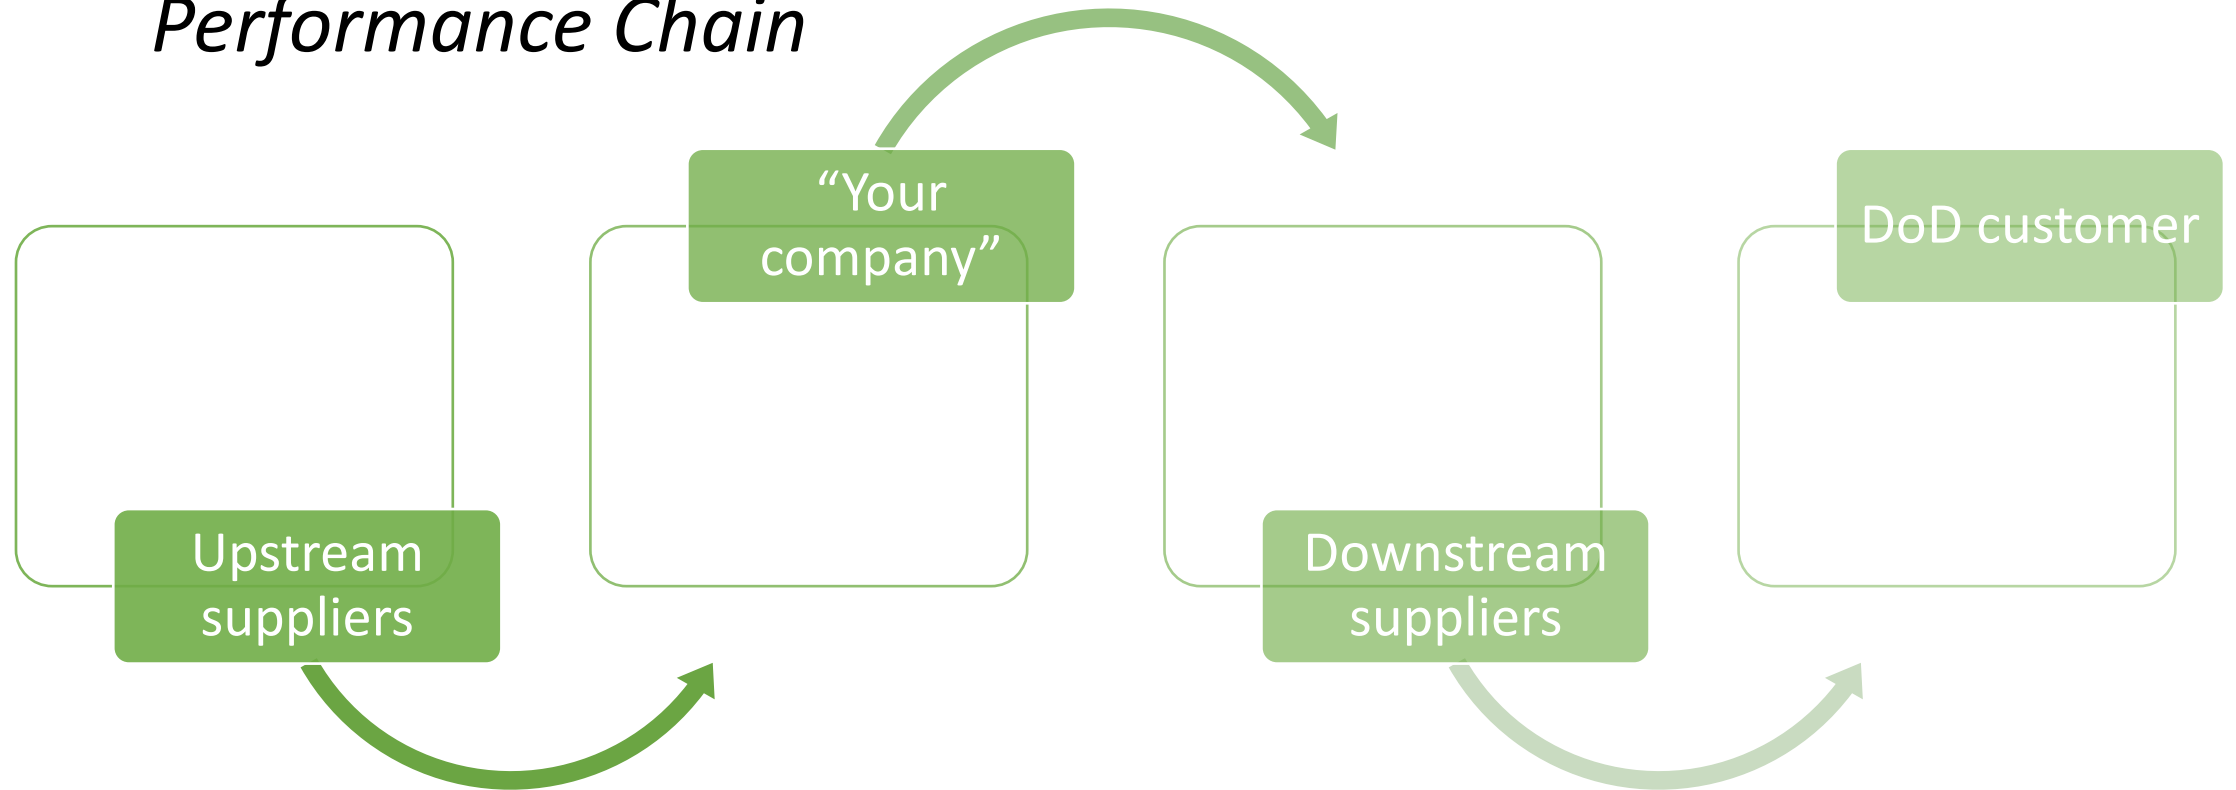 Performance Chain
“Your
company”
DoD customer
Upstream
suppliers
Downstream
suppliers